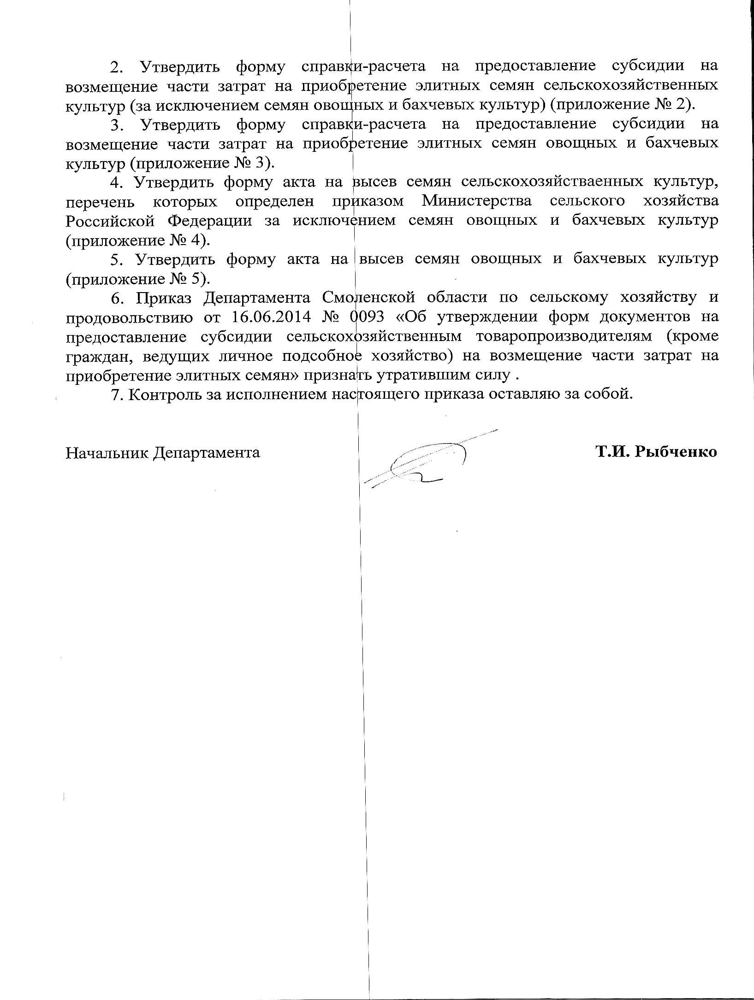 2. Утвердить форму справки-расчета на предоставление субсидии на
возмещение части затрат на приобретение элитных семян сельскохозяйственных
культур (за исключением семян овощных и бахчевых культур) (приложение № 2).
3. Утвердить форму справки-расчета на предоставление субсидии на
возмещение части затрат на приобретение элитных семян овощных и бахчевых
культур (приложение № 3).
4. Утвердить форму акта на высев семян сельскохозяйстваенных культур,
перечень которых определен приказом Министерства сельского хозяйства
Российской Федерации за исключением семян овощных и бахчевых культур
(приложение № 4).
5. Утвердить форму акта на высев семян овощных и бахчевых культур
(приложение № 5).
6. Приказ Департамента Смоленской области по сельскому хозяйству и
продовольствию от 16.06.2014 № 0093 «Об утверждении форм документов на
предоставление субсидии сельскохозяйственным товаропроизводителям (кроме
граждан, ведущих личное подсобное хозяйство) на возмещение части затрат на
приобретение элитных семян» признать утратившим силу .
7. Контроль за исполнением настоящего приказа оставляю за собой.
Начальник Департамента Т.И. Рыбченко